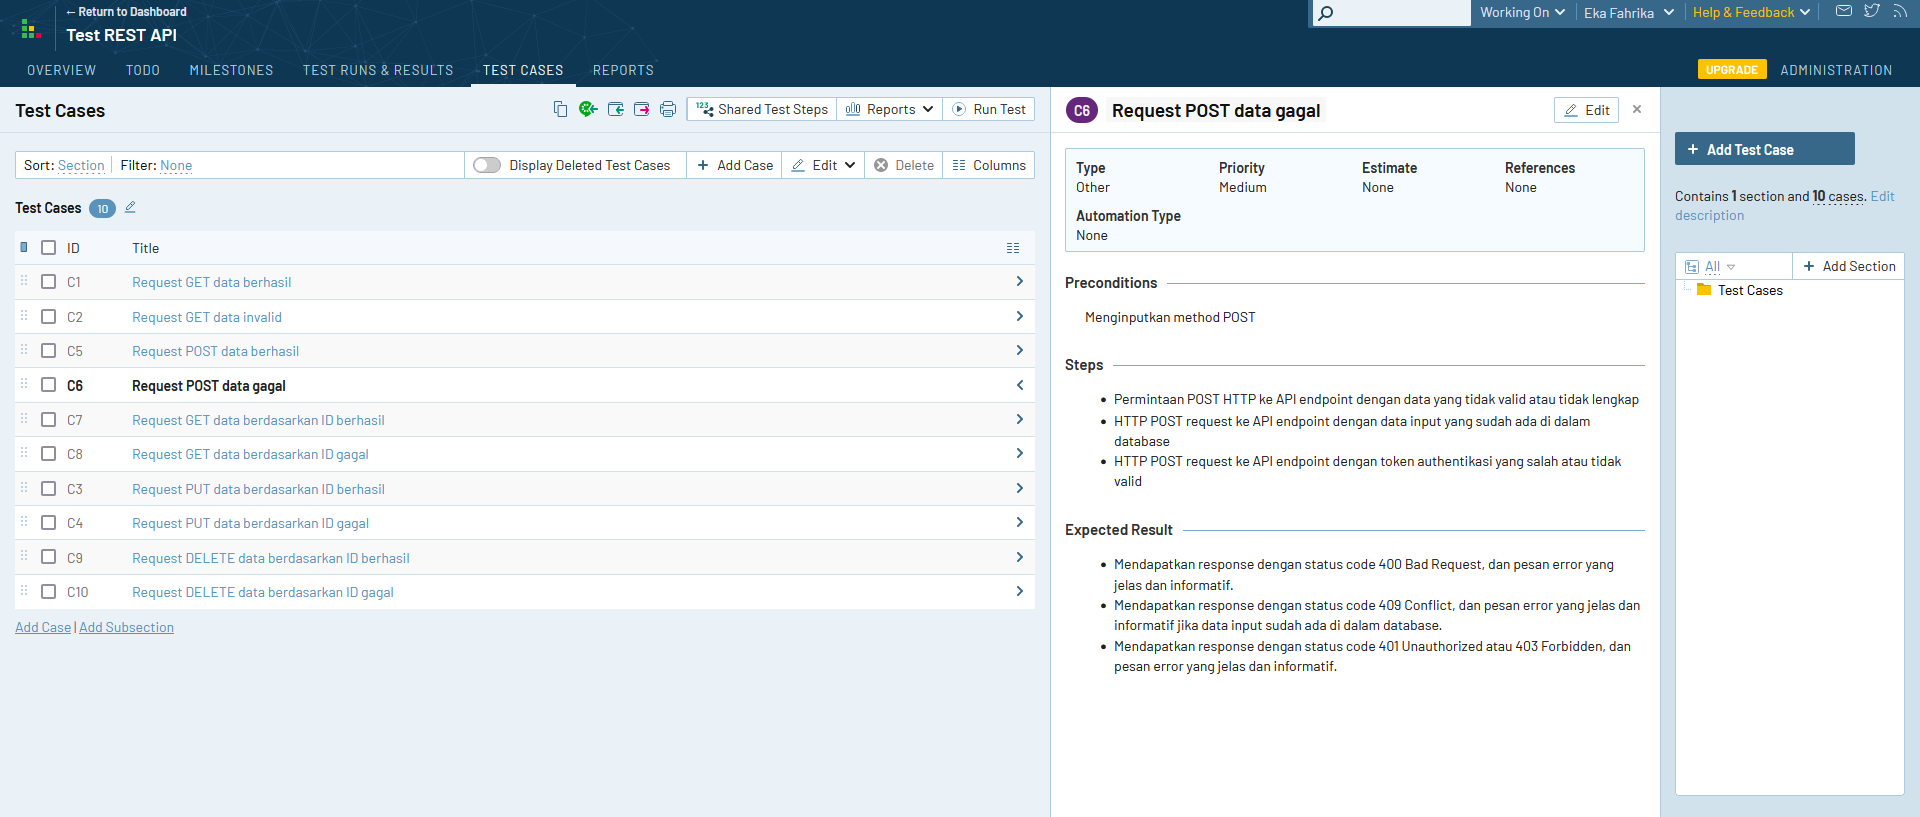 ← Return to Dashboard
Test REST API
Working On
Eka Fahrika
Help & Feedback
OVERVIEW TODO MILESTONES TEST RUNS & RESULTS TEST CASES REPORTS
UPGRADE ADMINISTRATION
Test Cases
123 Shared Test Steps Reports Run Test
Sort: Section Filter: None
Display Deleted Test Cases + Add Case Edit Delete Columns
Test Cases 10
ID Title
C1 Request GET data berhasil
C2 Request GET data invalid
C5 Request POST data berhasil
C6 Request POST data gagal
C7 Request GET data berdasarkan ID berhasil
C8 Request GET data berdasarkan ID gagal
C3 Request PUT data berdasarkan ID berhasil
C4 Request PUT data berdasarkan ID gagal
C9 Request DELETE data berdasarkan ID berhasil
C10 Request DELETE data berdasarkan ID gagal
Add Case | Add Subsection
C6 Request POST data gagal Edit ×
Type Priority Estimate References
Other Medium None None
Automation Type
None
Preconditions
Menginputkan method POST
Steps
• Permintaan POST HTTP ke API endpoint dengan data yang tidak valid atau tidak lengkap
• HTTP POST request ke API endpoint dengan data input yang sudah ada di dalam
database
• HTTP POST request ke API endpoint dengan token authentikasi yang salah atau tidak
valid
Expected Result
• Mendapatkan response dengan status code 400 Bad Request, dan pesan error yang
jelas dan informatif.
• Mendapatkan response dengan status code 409 Conflict, dan pesan error yang jelas dan
informatif jika data input sudah ada di dalam database.
• Mendapatkan response dengan status code 401 Unauthorized atau 403 Forbidden, dan
pesan error yang jelas dan informatif.
+ Add Test Case
Contains 1 section and 10 cases. Edit
description
All + Add Section
Test Cases